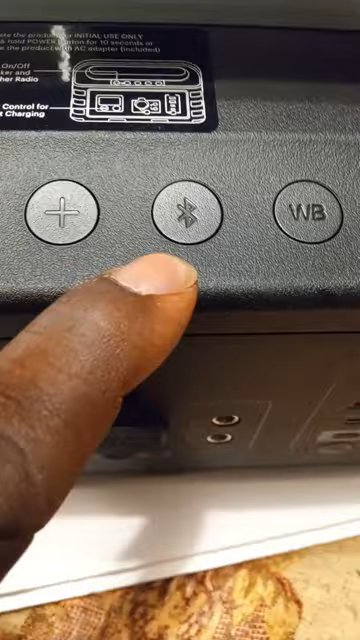 ate the product for INITIAL USE ONLY
& hold POWER button for 10 seconds or
e the product with AC adapter (included)
On/Off
ker and
her Radio
Control for
t Charging
+
WB